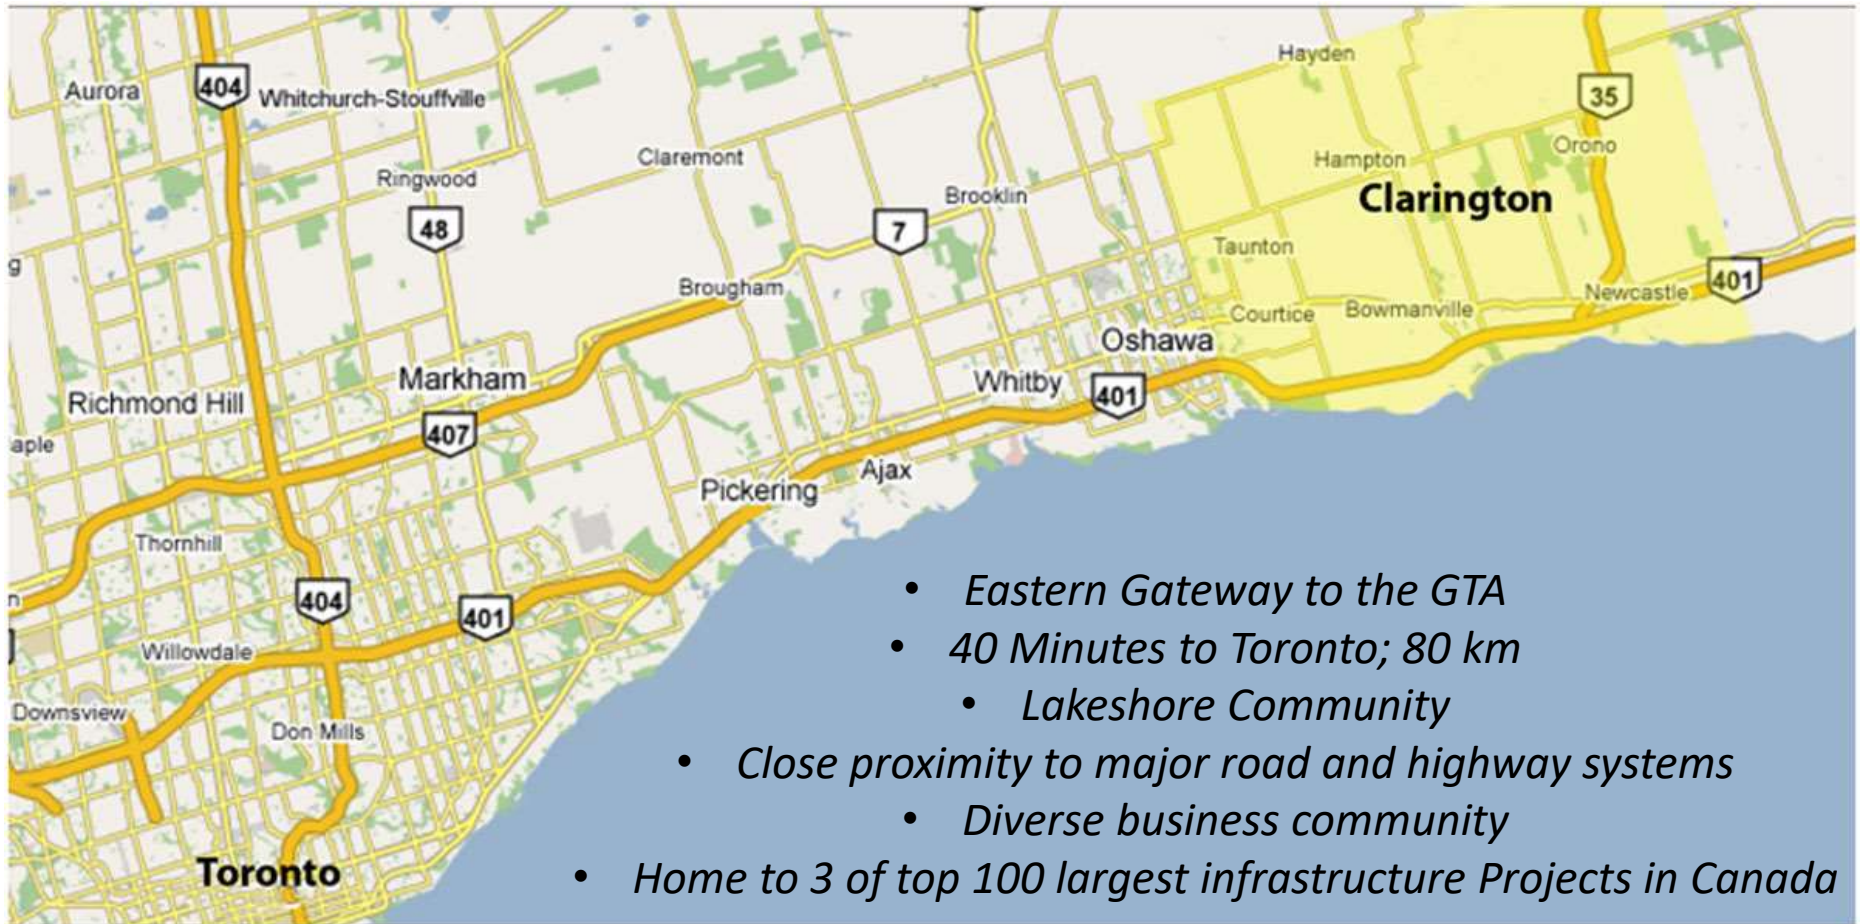 Hayden
Aurora
404
Whitchurch-Stouffville
35
Claremont
Hampton
Orono
Ringwood
Clarington
Brooklin
48
7
Taunton
g
Brougham
Newcastle
401
Courtice
Bowmanville
Oshawa
Markham
Whitby
401
Richmond Hill
407
aple
Ajax
Pickering
Thornhill
n
404
401
Willowdale
Downsview
Don Mills
Toronto
• Eastern Gateway to the GTA
• 40 Minutes to Toronto; 80 km
• Lakeshore Community
• Close proximity to major road and highway systems
• Diverse business community
• Home to 3 of top 100 largest infrastructure Projects in Canada